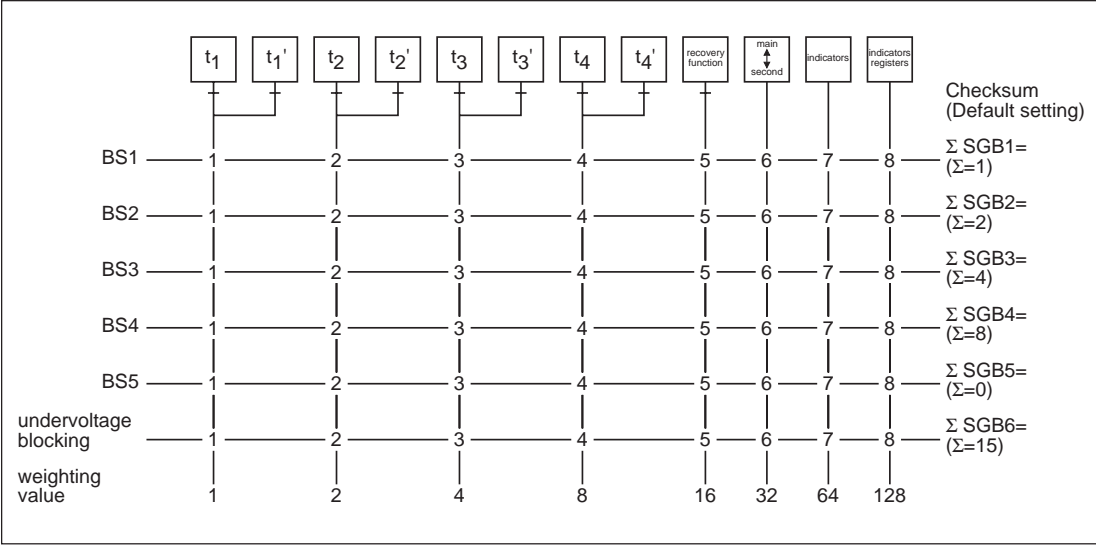 t1 t1' t2 t2' t3 t3' t4 t4' recovery function main second indicators indicators registers
Checksum
(Default setting)
BS1 1 2 3 4 5 6 7 8 Σ SGB1=
(Σ=1)
BS2 1 2 3 4 5 6 7 8 Σ SGB2=
(Σ=2)
BS3 1 2 3 4 5 6 7 8 Σ SGB3=
(Σ=4)
BS4 1 2 3 4 5 6 7 8 Σ SGB4=
(Σ=8)
BS5 1 2 3 4 5 6 7 8 Σ SGB5=
(Σ=0)
undervoltage
blocking 1 2 3 4 5 6 7 8 Σ SGB6=
(Σ=15)
weighting
value 1 2 4 8 16 32 64 128